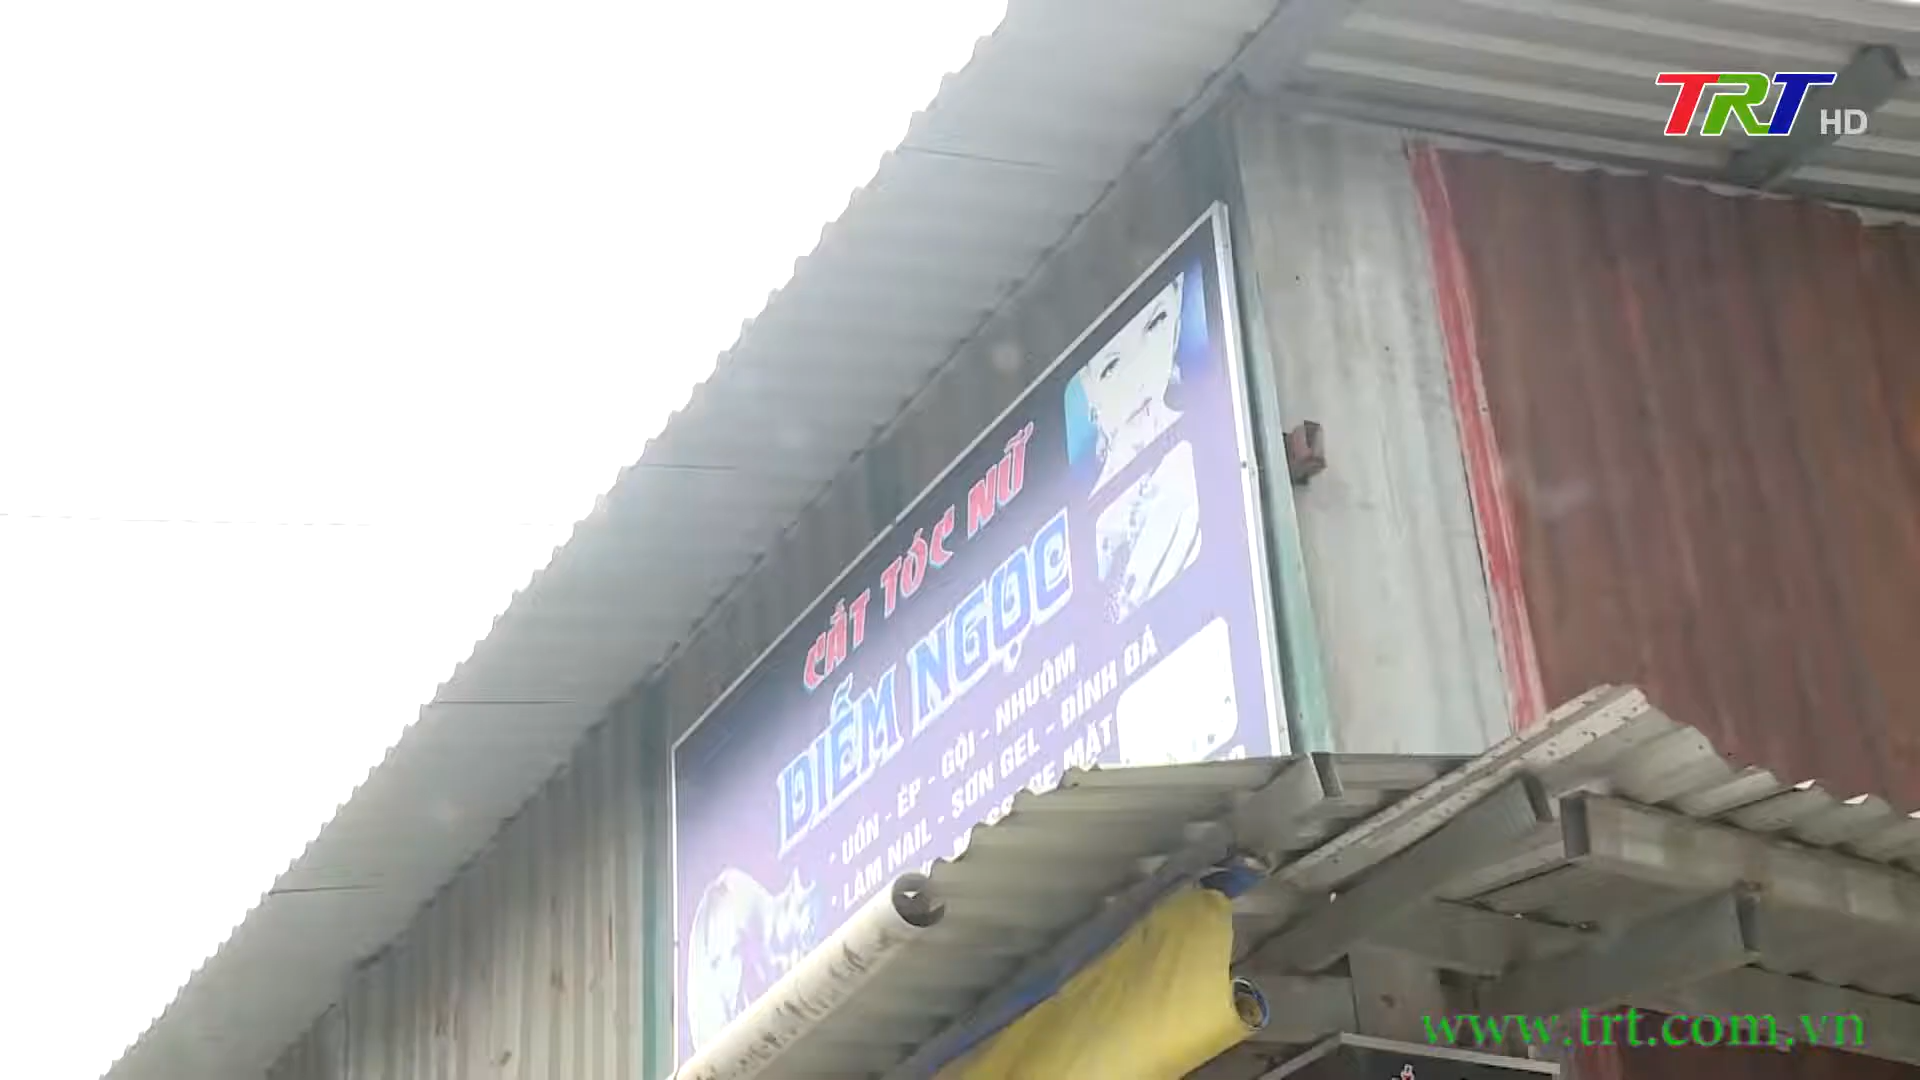 TRT HD
CẮT TÓC NỮ
DIỄM NGỌC
· UỐN - ÉP - GỘI - NHUỘM
· LÀM NAIL - SƠN GEL - ĐÍNH ĐÁ
MẶT
www.trt.com.vn